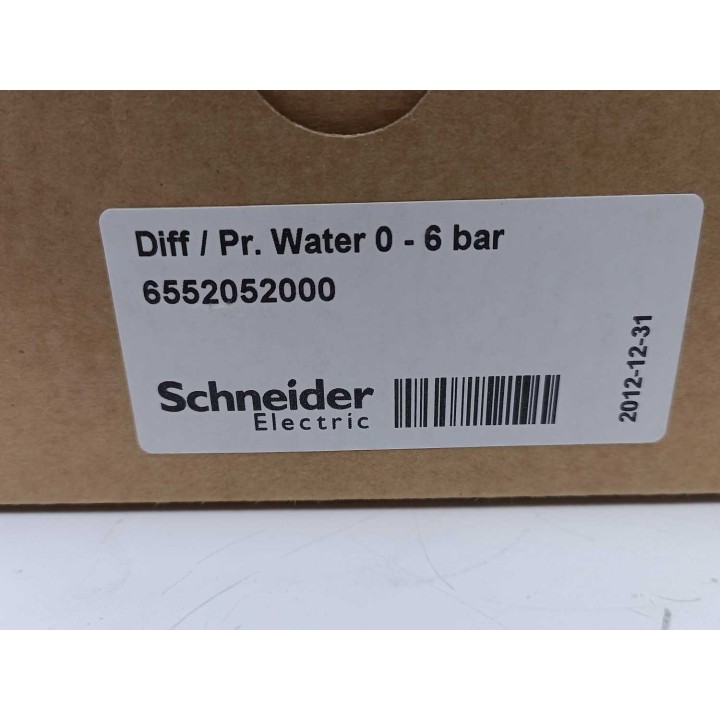 Diff / Pr. Water 0 - 6 bar
6552052000
Schneider
Electric
2012-12-31